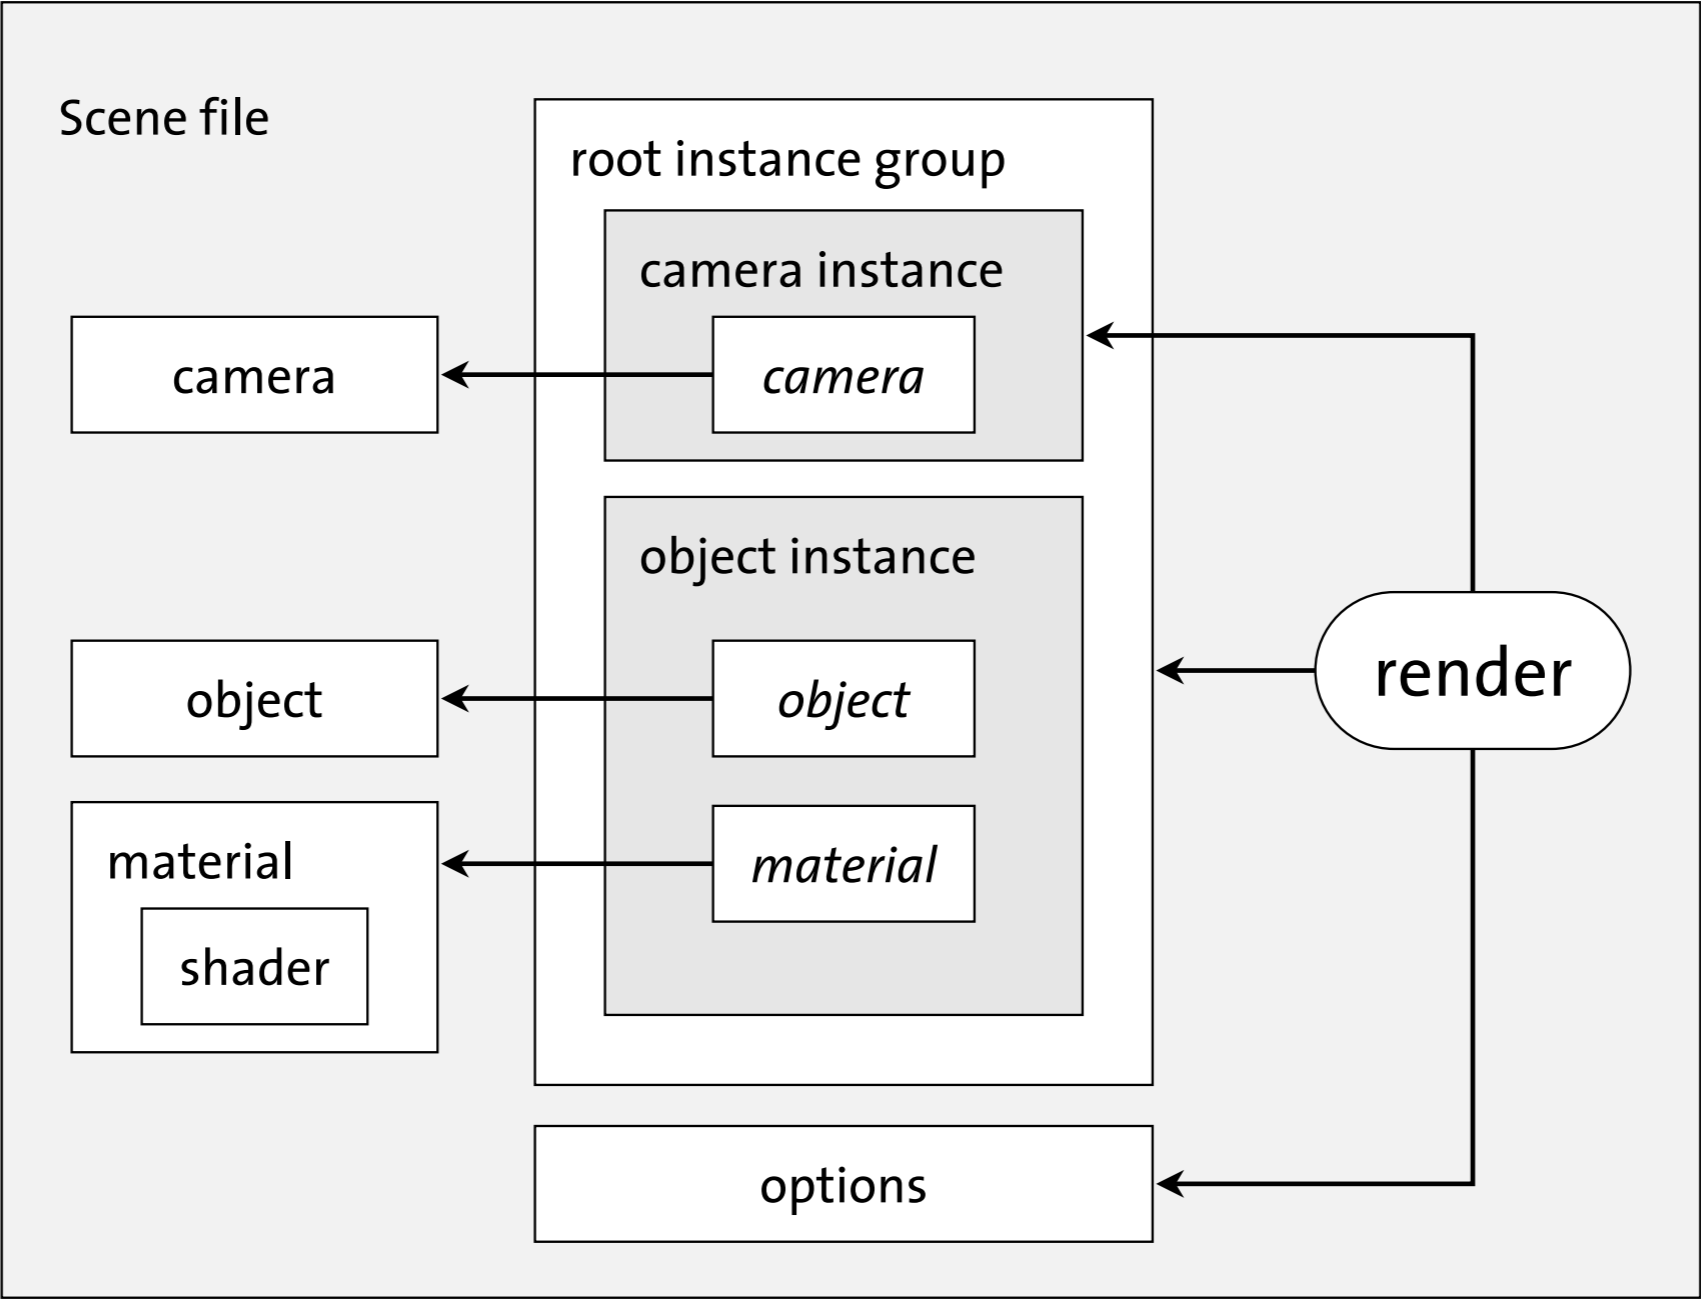 Scene file
root instance group
camera instance
camera
camera
object instance
object
object
material
material
shader
render
options